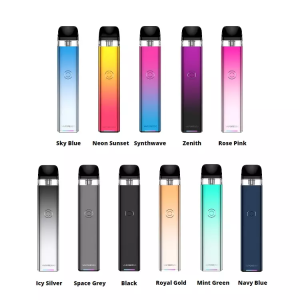 Sky Blue
Neon Sunset
Synthwave
Zenith
Rose Pink
Icy Silver
Space Grey
Black
Royal Gold
Mint Green
Navy Blue